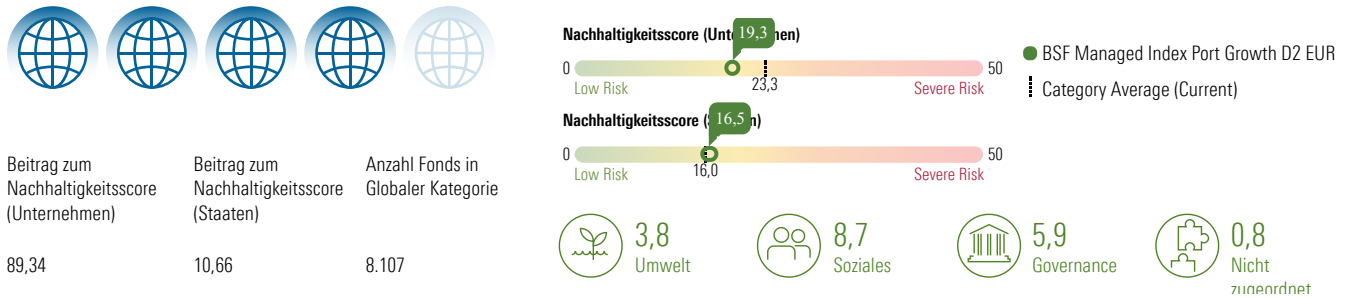 Beitrag zum
Nachhaltigkeitsscore
(Unternehmen)
89,34
Beitrag zum
Nachhaltigkeitsscore
(Staaten)
10,66
Anzahl Fonds in
Globaler Kategorie
8.107
Nachhaltigkeitsscore (Unt hen)
19,3
0
50
Low Risk
23,3
Severe Risk
Nachhaltigkeitsscore ( n)
16,5
0
50
Low Risk
16,0
Severe Risk
BSF Managed Index Port Growth D2 EUR
Category Average (Current)
3,8
Umwelt
8,7
Soziales
5,9
Governance
0,8
Nicht
zugeordnet